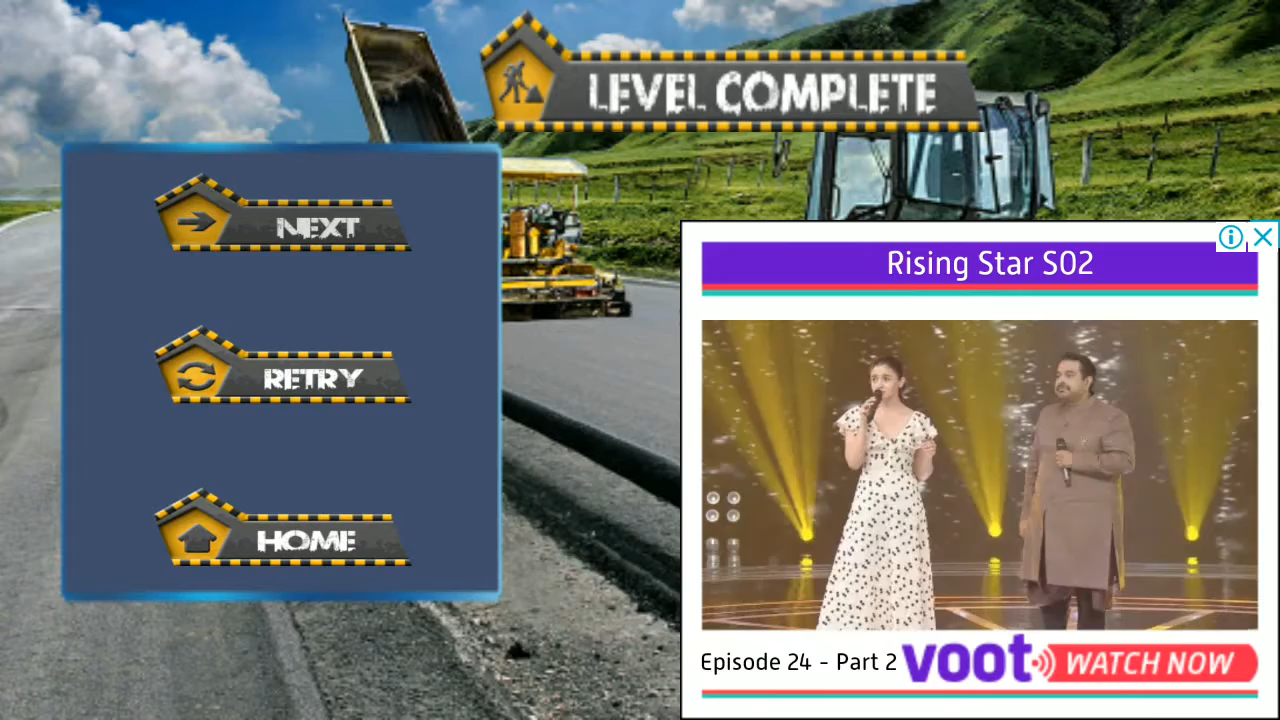 LEVEL COMPLETE
NEXT
RETRY
HOME
Rising Star S02
Episode 24 - Part 2
voot
WATCH NOW